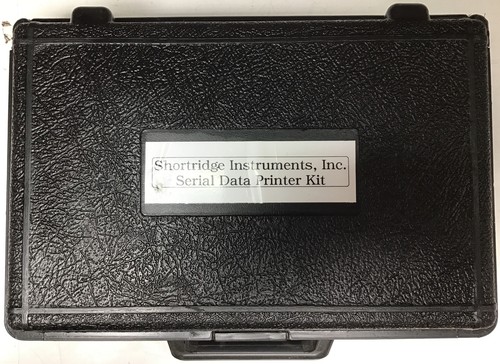 Shortridge Instruments, Inc.
Serial Data Printer Kit